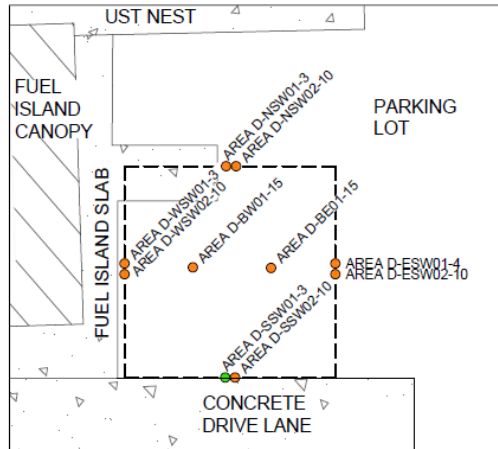 UST NEST
FUEL
ISLAND
CANOPY
PARKING
LOT
AREA D-NSW01-3
AREA D-NSW02-10
FUEL ISLAND SLAB
AREA D-WSW01-3
AREA D-WSW02-10
AREA D-BW01-15
AREA D-BE01-15
AREA D-ESW01-4
AREA D-ESW02-10
AREA D-SSW01-3
AREA D-SSW02-10
CONCRETE
DRIVE LANE